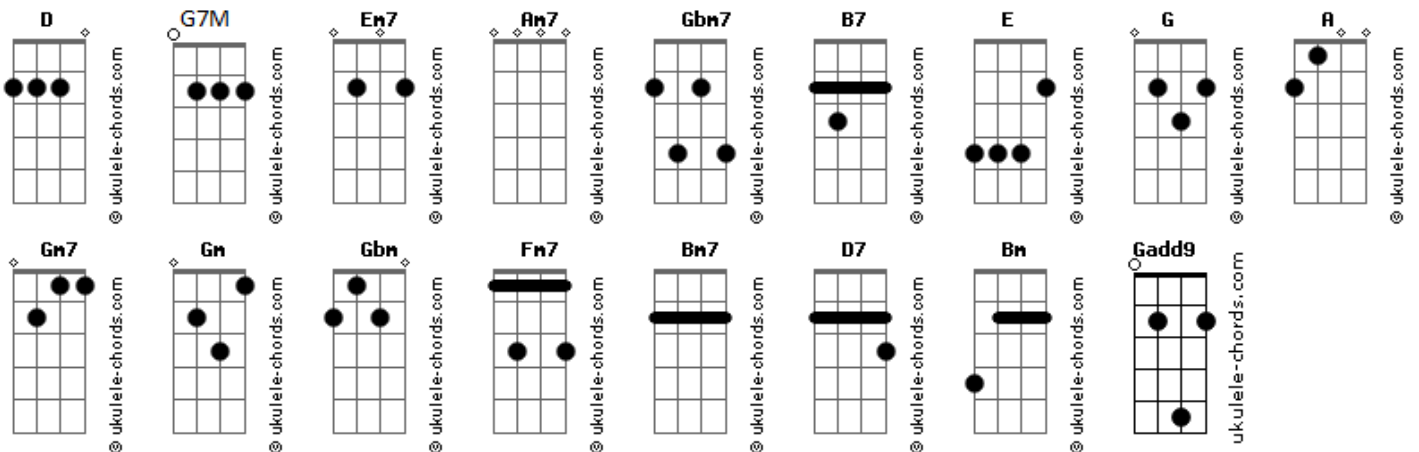 D G7M Em7 Am7 Gbm7 B7 E G A
© ukulele-chords.com © ukulele-chords.com © ukulele-chords.com © ukulele-chords.com © ukulele-chords.com © ukulele-chords.com © ukulele-chords.com © ukulele-chords.com © ukulele-chords.com
Gm7 Gm Gbm Fm7 Bm7 D7 Bm Gadd9
© ukulele-chords.com © ukulele-chords.com © ukulele-chords.com © ukulele-chords.com © ukulele-chords.com © ukulele-chords.com © ukulele-chords.com ukulele-chords.com